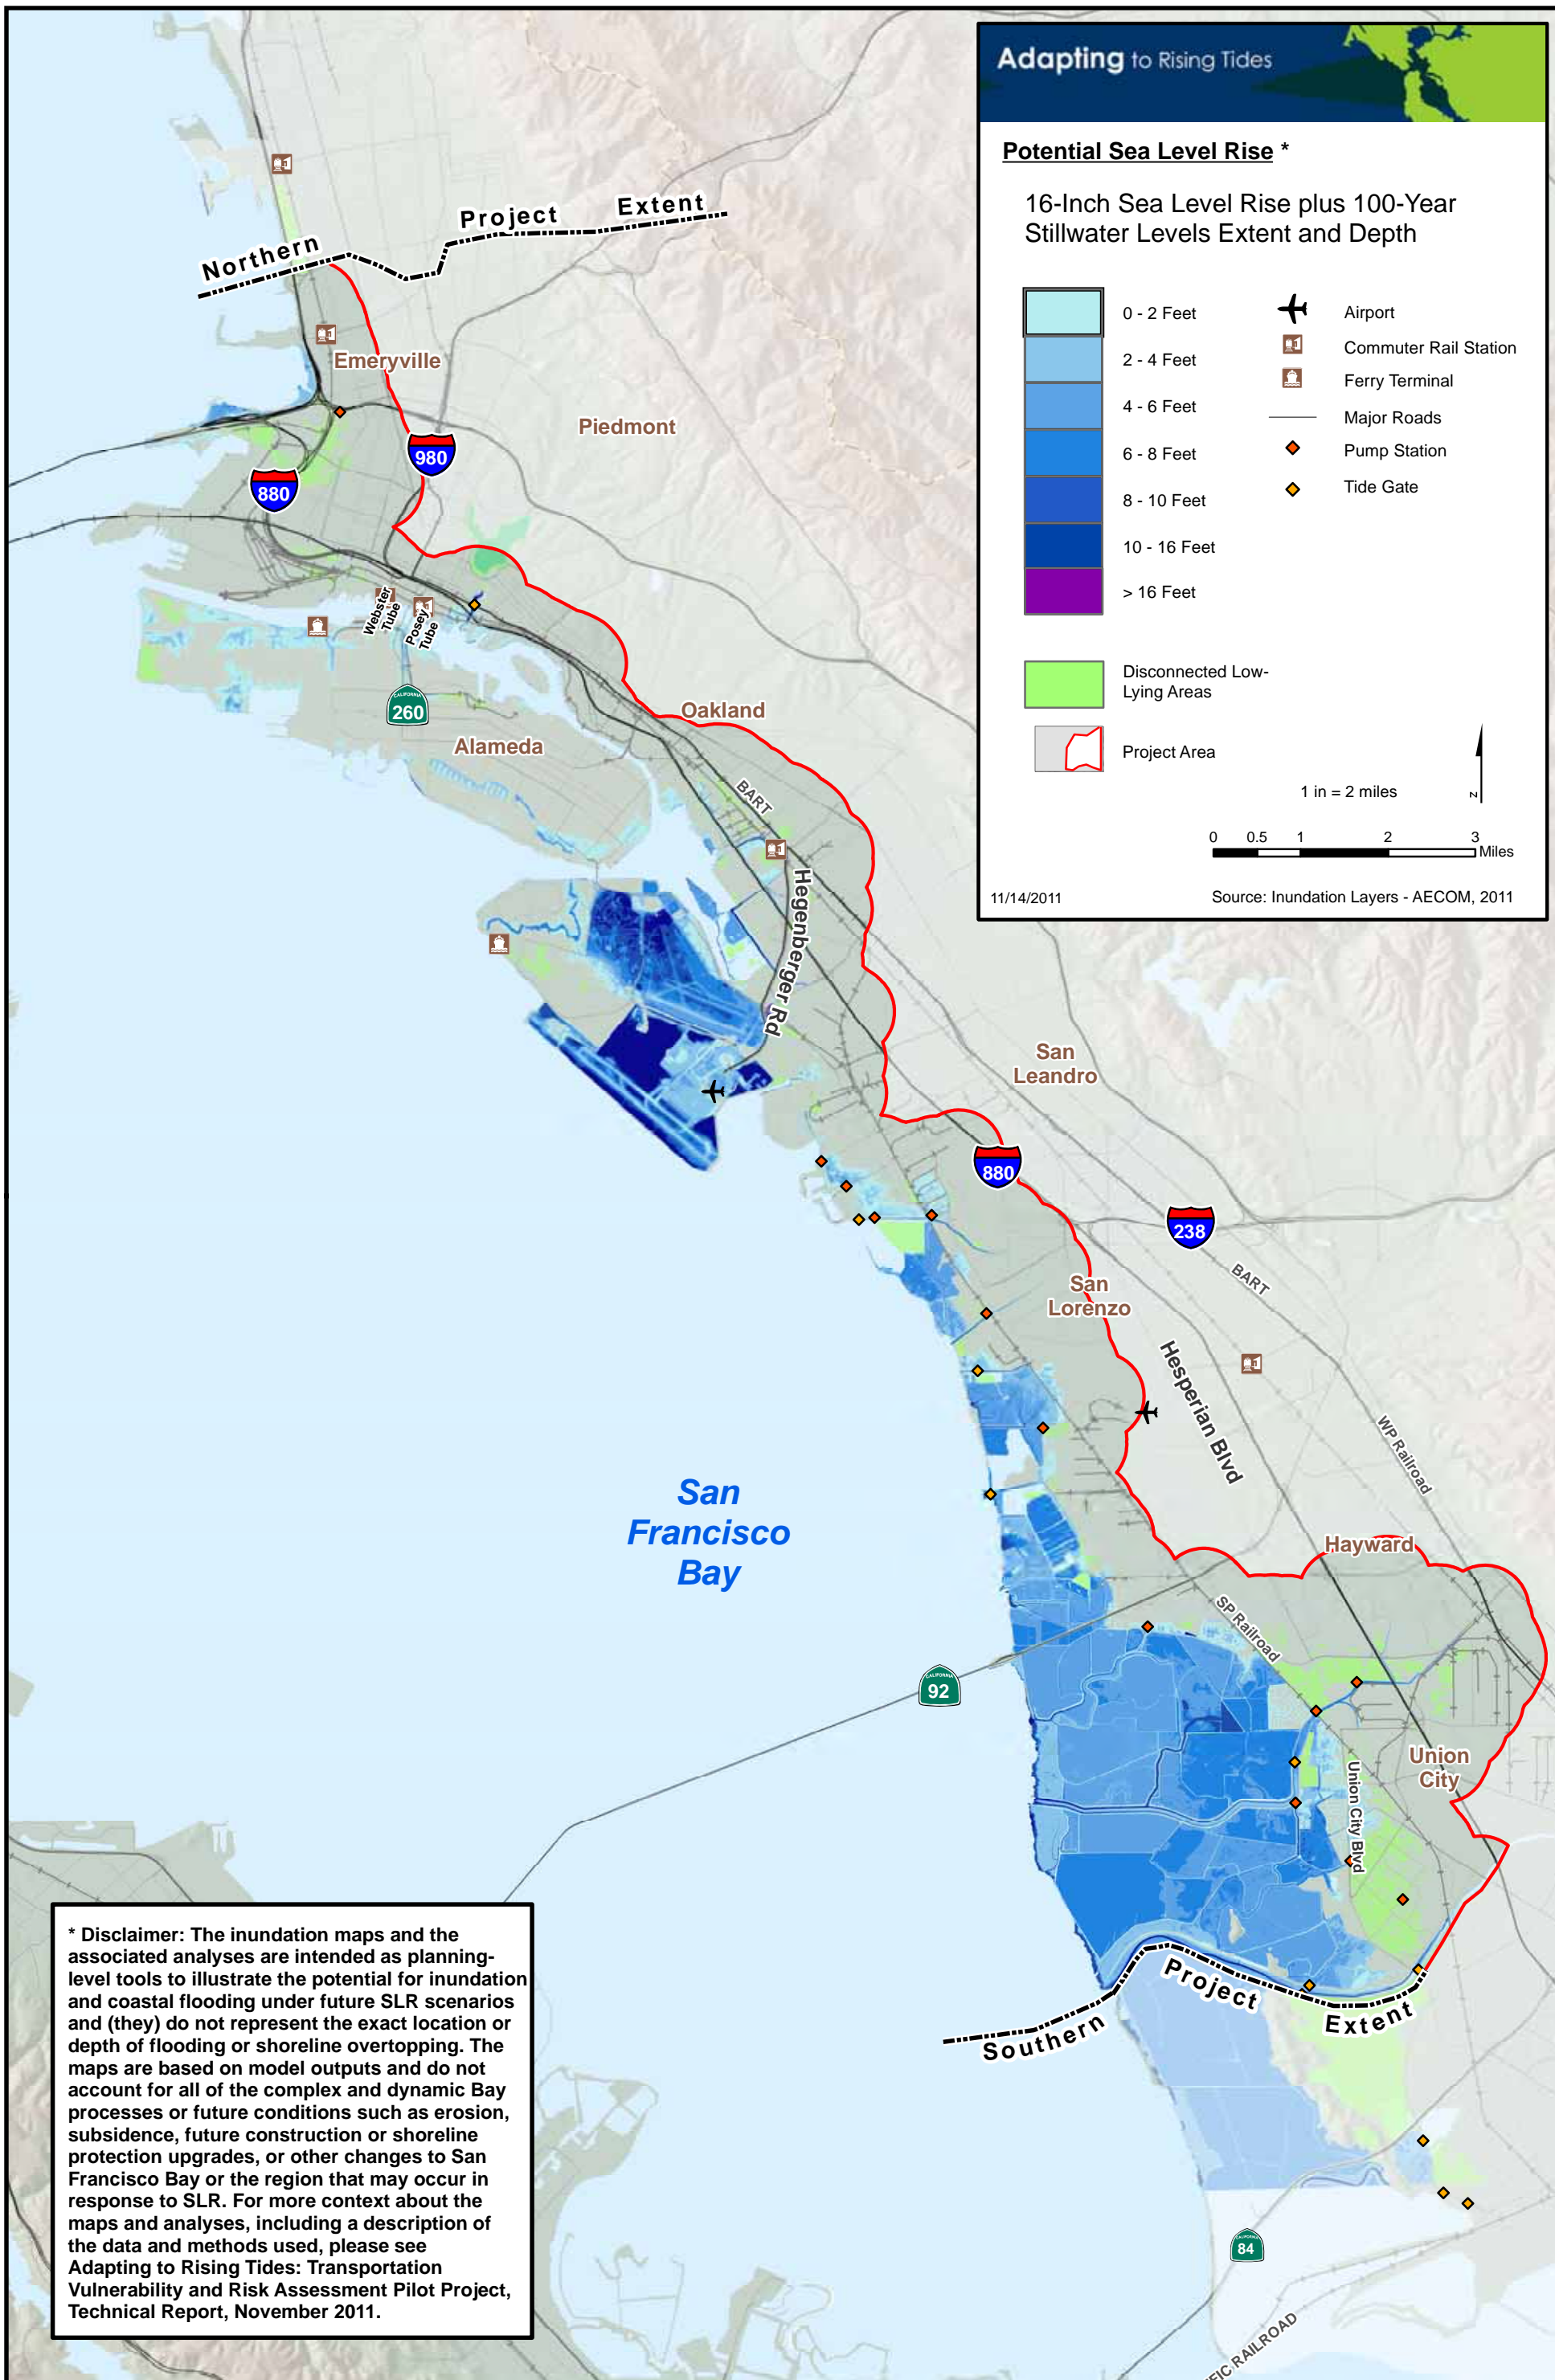 Adapting to Rising Tides
Potential Sea Level Rise *
16-Inch Sea Level Rise plus 100-Year
Stillwater Levels Extent and Depth
0 - 2 Feet
2 - 4 Feet
4 - 6 Feet
6 - 8 Feet
8 - 10 Feet
10 - 16 Feet
> 16 Feet
Disconnected Low-
Lying Areas
Project Area
Airport
Commuter Rail Station
Ferry Terminal
Major Roads
Pump Station
Tide Gate
N
1 in = 2 miles
0 0.5 1 2 3
Miles
11/14/2011
Source: Inundation Layers - AECOM, 2011
Northern Project Extent
Emeryville
Piedmont
980
880
Webster
Tube
Posey
Tube
CALIFORNIA
260
Alameda
Oakland
BART
Hegenberger Rd
San
Leandro
880
238
BART
San
Lorenzo
Hesperian Blvd
WP Railroad
San
Francisco
Bay
Hayward
SP Railroad
CALIFORNIA
92
Union
City
Union City Blvd
Southern Project Extent
CALIFORNIA
84
FIC RAILROAD
* Disclaimer: The inundation maps and the
associated analyses are intended as planning-
level tools to illustrate the potential for inundation
and coastal flooding under future SLR scenarios
and (they) do not represent the exact location or
depth of flooding or shoreline overtopping. The
maps are based on model outputs and do not
account for all of the complex and dynamic Bay
processes or future conditions such as erosion,
subsidence, future construction or shoreline
protection upgrades, or other changes to San
Francisco Bay or the region that may occur in
response to SLR. For more context about the
maps and analyses, including a description of
the data and methods used, please see
Adapting to Rising Tides: Transportation
Vulnerability and Risk Assessment Pilot Project,
Technical Report, November 2011.